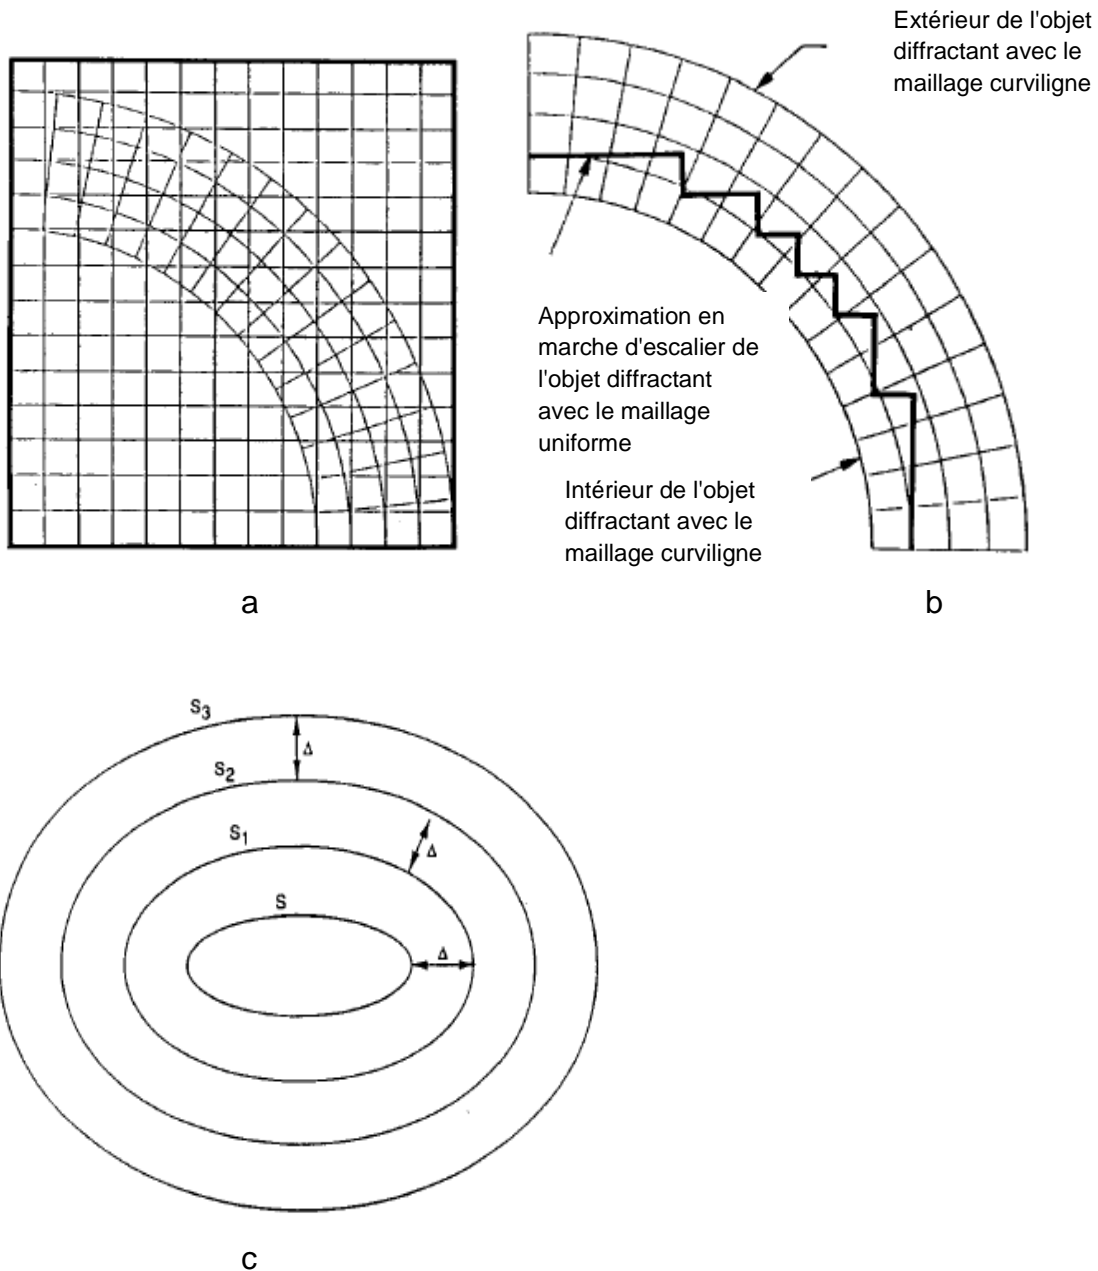 Extérieur de l'objet
diffractant avec le
maillage curviligne
Approximation en
marche d'escalier de
l'objet diffractant
avec le maillage
uniforme
Intérieur de l'objet
diffractant avec le
maillage curviligne
a
b
S3
Δ
S2
S1
Δ
S
Δ
c